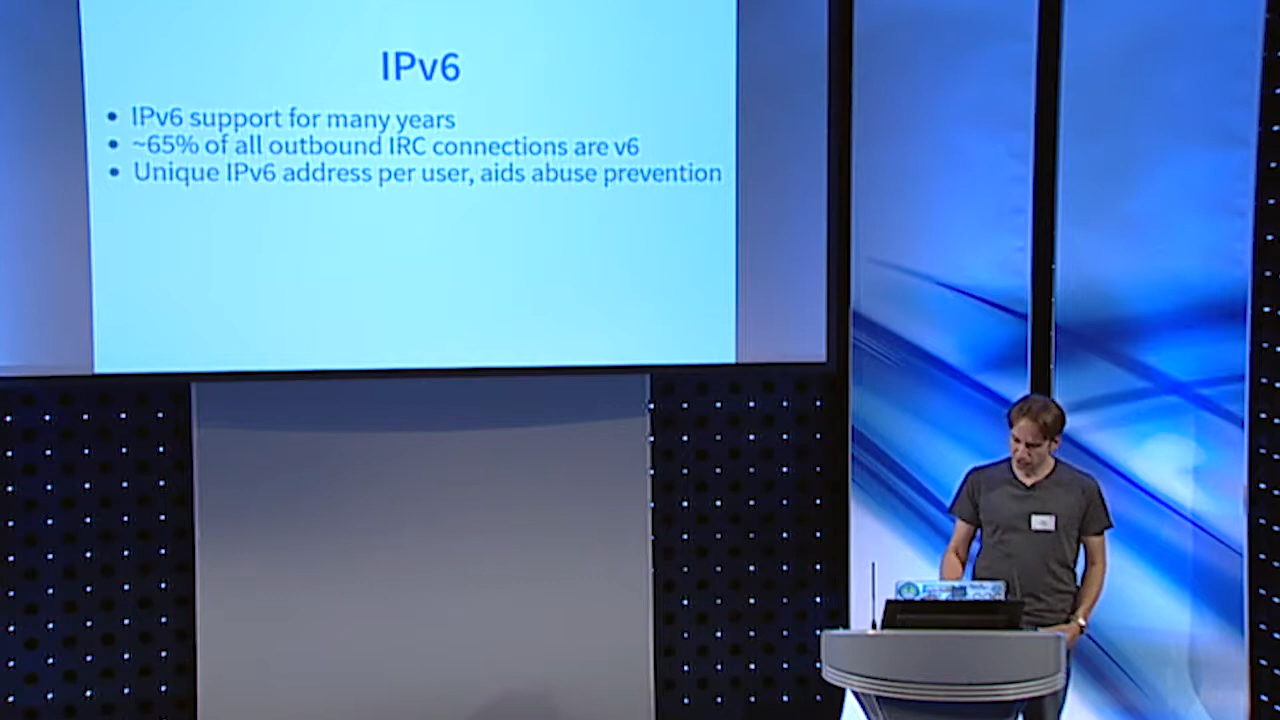 IPv6
• IPv6 support for many years
• ~65% of all outbound IRC connections are v6
• Unique IPv6 address per user, aids abuse prevention